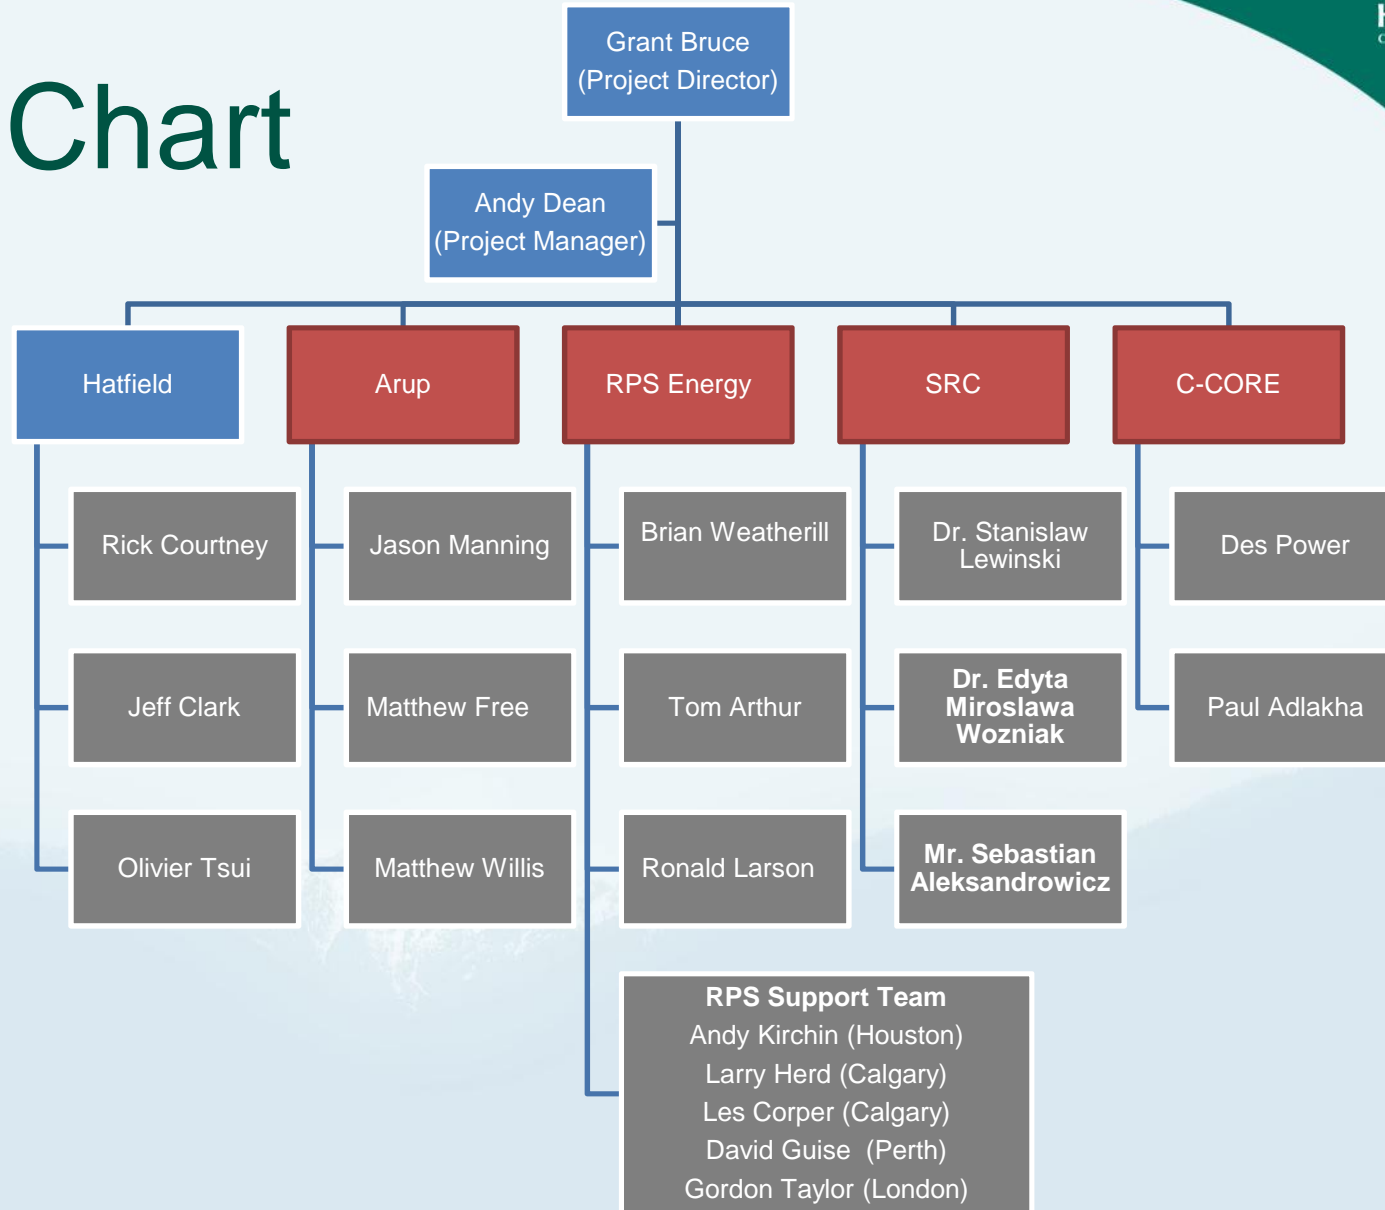 Chart
Grant Bruce
(Project Director)
Andy Dean
(Project Manager)
Hatfield
Arup
RPS Energy
SRC
C-CORE
Rick Courtney
Jason Manning
Brian Weatherill
Dr. Stanislaw
Lewinski
Des Power
Jeff Clark
Matthew Free
Tom Arthur
Dr. Edyta
Miroslawa
Wozniak
Paul Adlakha
Olivier Tsui
Matthew Willis
Ronald Larson
Mr. Sebastian
Aleksandrowicz
RPS Support Team
Andy Kirchin (Houston)
Larry Herd (Calgary)
Les Corper (Calgary)
David Guise  (Perth)
Gordon Taylor (London)